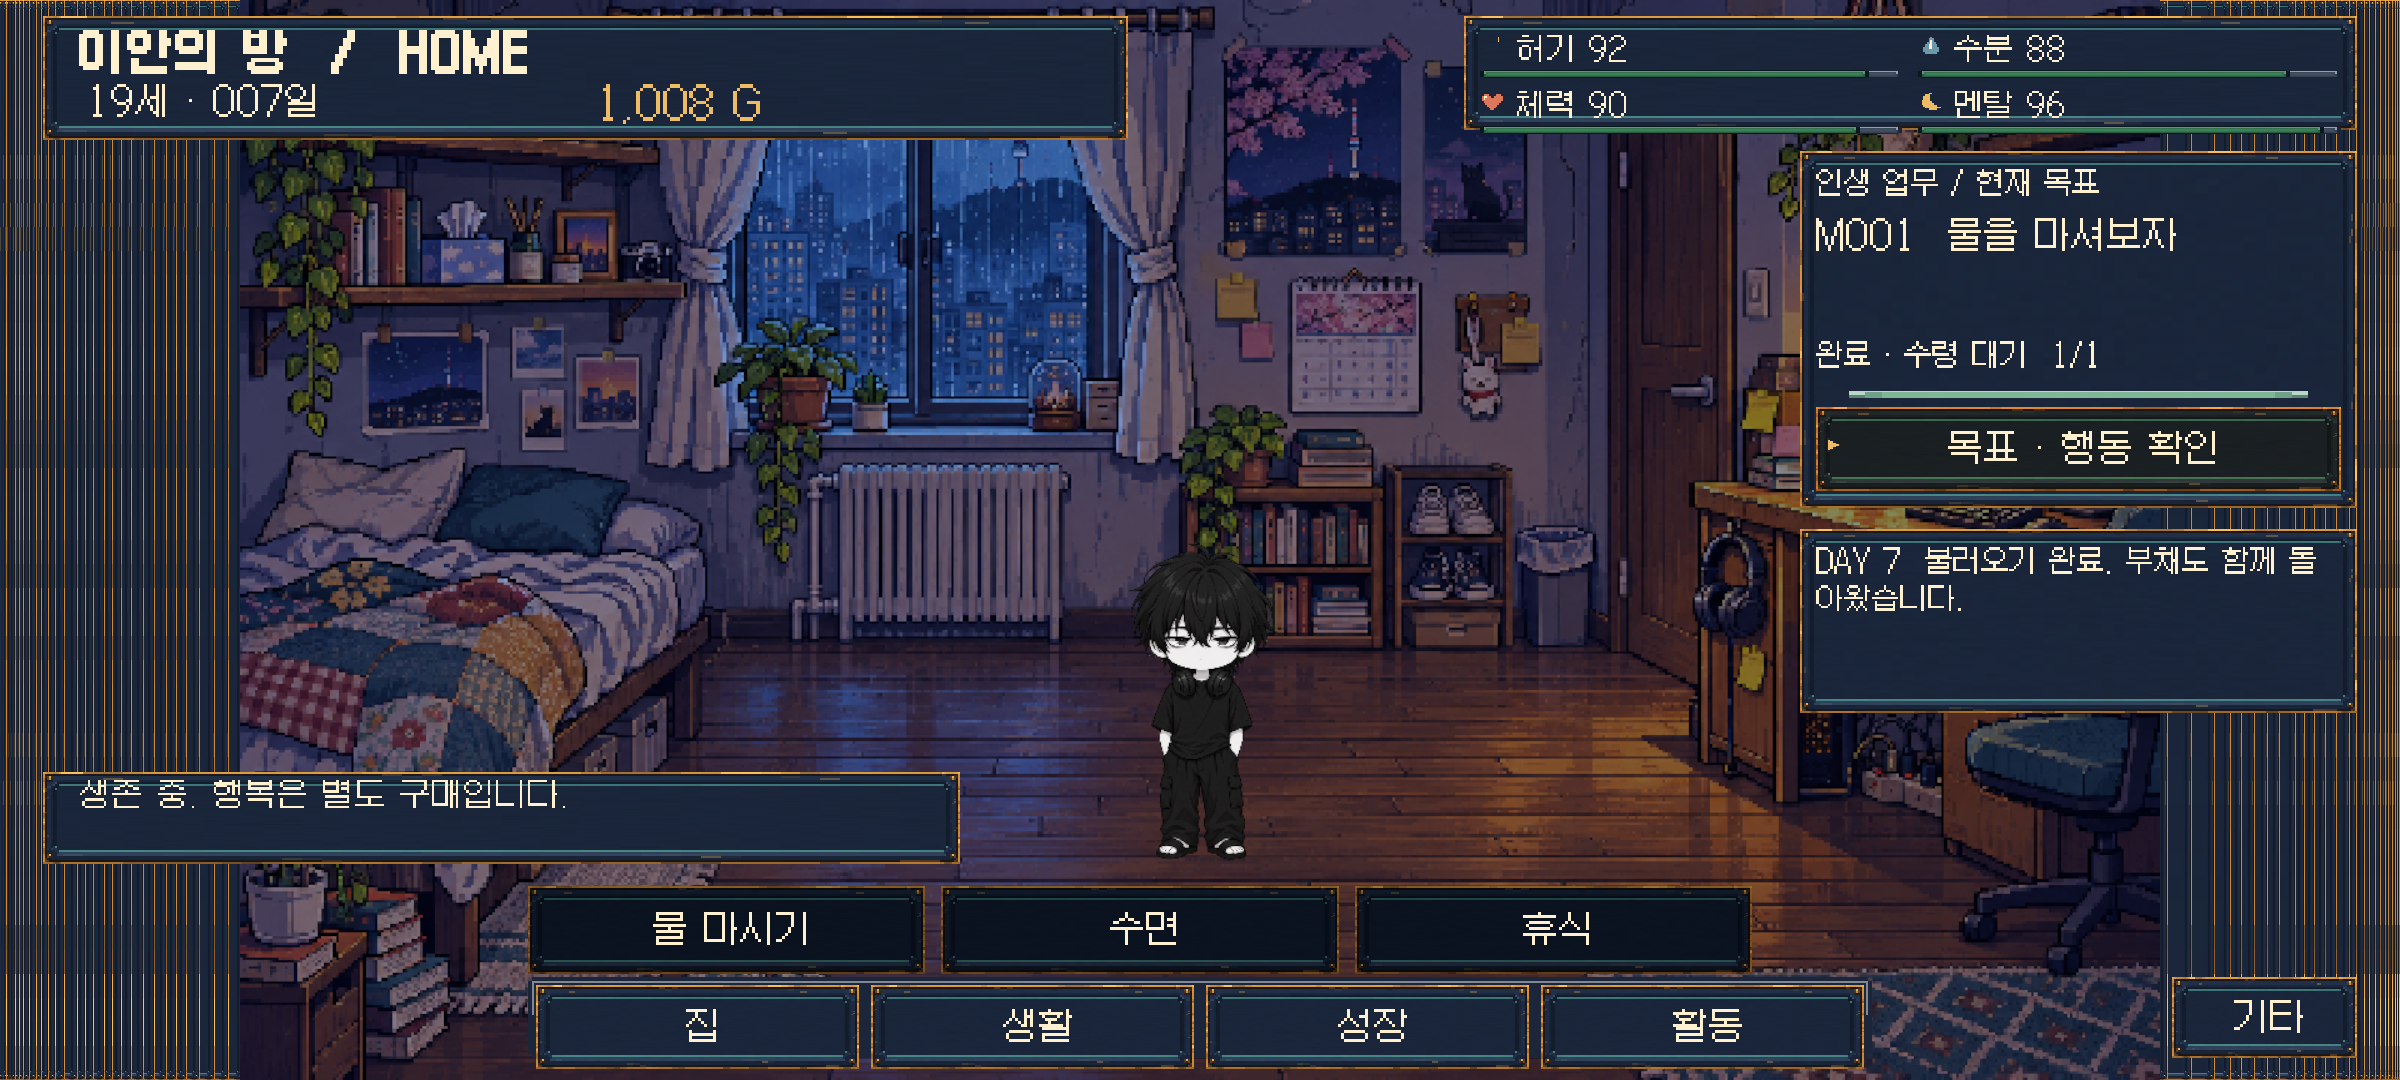 이안의 방 / HOME
19세 · 007일
1,008 G
허기 92
수분 88
체력 90
멘탈 96
인생 업무 / 현재 목표
M001 물을 마셔보자
완료 · 수령 대기 1/1
목표 · 행동 확인
DAY 7 불러오기 완료. 부채도 함께 돌
아왔습니다.
생존 중. 행복은 별도 구매입니다.
물 마시기
수면
휴식
집
생활
성장
활동
기타